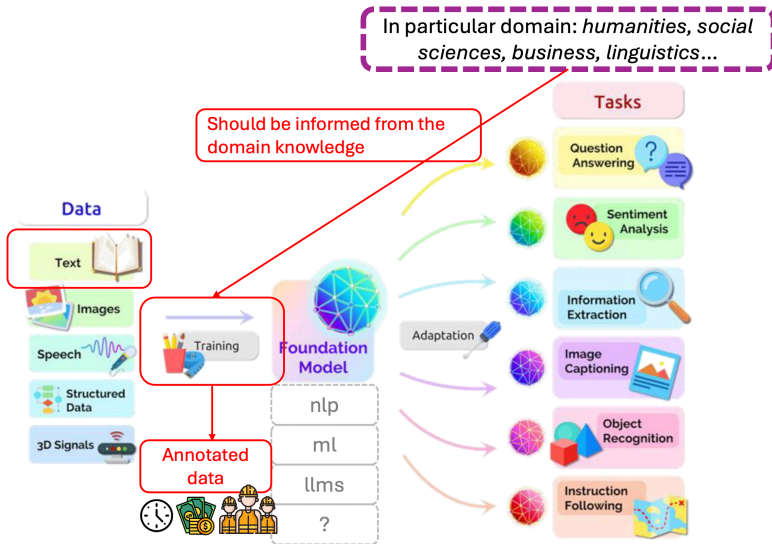 In particular domain: humanities, social
sciences, business, linguistics...
Tasks
Should be informed from the
domain knowledge
Question
Answering
?
Data
Sentiment
Analysis
Text
Images
Information
Extraction
Training
Adaptation
Speech
Foundation
Model
Image
Captioning
Structured
Data
nlp
3D Signals
ml
Object
Recognition
Annotated
data
llms
Instruction
Following
?